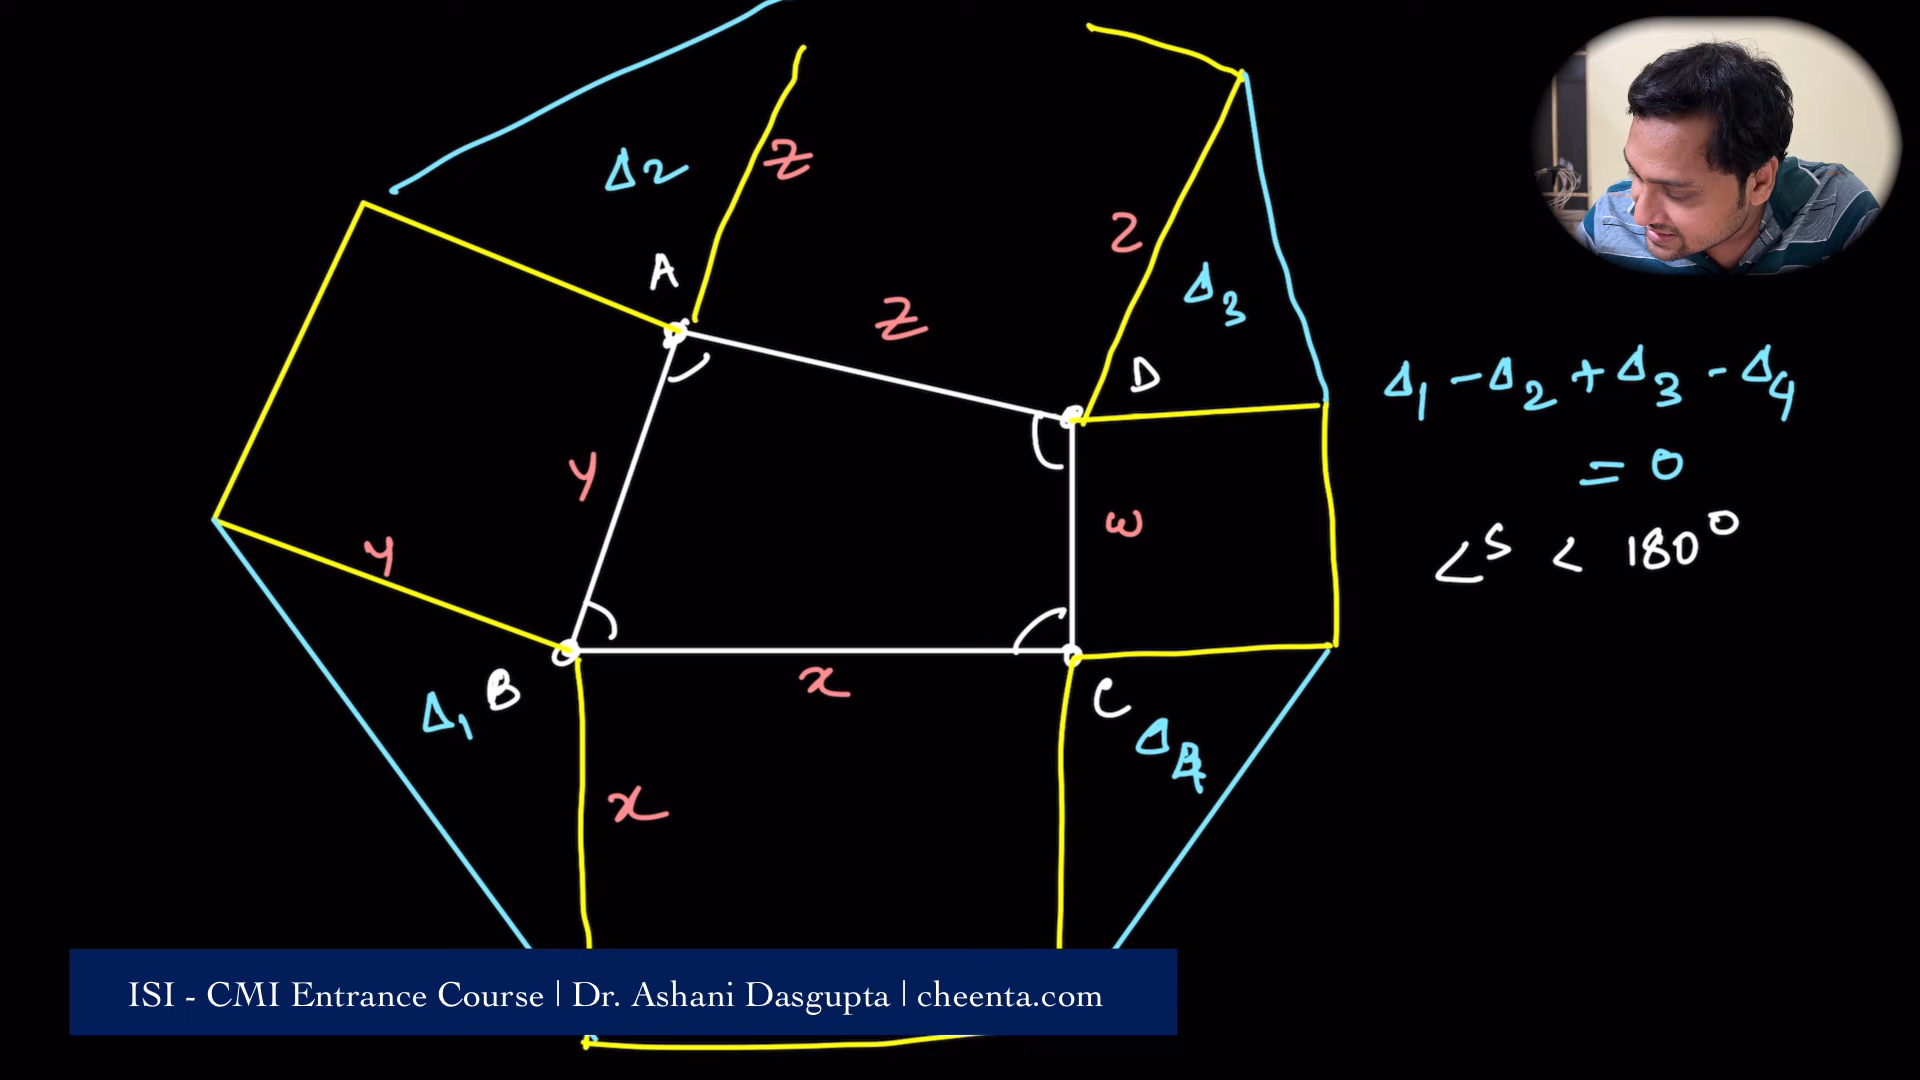 Δ2
z
A
z
2
Δ3
D
Δ1 - Δ2 + Δ3 - Δ4
= 0
∠s < 180°
y
y
w
x
B
Δ1
C
Δ4
x
ISI - CMI Entrance Course | Dr. Ashani Dasgupta | cheenta.com